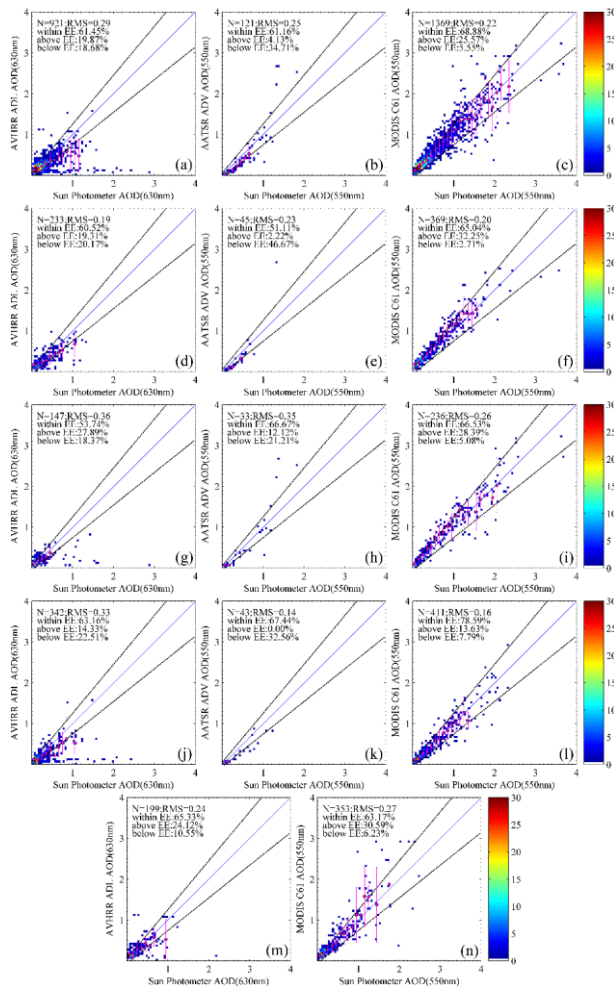 N=921;RMS=0.29
within EE:61.45%
above EE:19.87%
below EE:18.68%
AVHRR ADL AOD(630nm)
Sun Photometer AOD(630nm)
(a)
N=121;RMS=0.25
within EE:61.16%
above EE:4.13%
below EE:34.71%
AATSR ADV AOD(550nm)
Sun Photometer AOD(550nm)
(b)
N=1369;RMS=0.22
within EE:68.88%
above EE:25.57%
below EE:5.55%
MODIS C61 AOD(550nm)
Sun Photometer AOD(550nm)
(c)
N=233;RMS=0.19
within EE:60.52%
above EE:19.31%
below EE:20.17%
AVHRR ADL AOD(630nm)
Sun Photometer AOD(630nm)
(d)
N=45;RMS=0.23
within EE:51.11%
above EE:2.22%
below EE:46.67%
AATSR ADV AOD(550nm)
Sun Photometer AOD(550nm)
(e)
N=369;RMS=0.20
within EE:65.04%
above EE:32.25%
below EE:2.71%
MODIS C61 AOD(550nm)
Sun Photometer AOD(550nm)
(f)
N=147;RMS=0.36
within EE:53.74%
above EE:27.89%
below EE:18.37%
AVHRR ADL AOD(630nm)
Sun Photometer AOD(630nm)
(g)
N=33;RMS=0.35
within EE:66.67%
above EE:12.12%
below EE:21.21%
AATSR ADV AOD(550nm)
Sun Photometer AOD(550nm)
(h)
N=236;RMS=0.26
within EE:66.53%
above EE:28.39%
below EE:5.08%
MODIS C61 AOD(550nm)
Sun Photometer AOD(550nm)
(i)
N=342;RMS=0.33
within EE:63.16%
above EE:14.33%
below EE:22.51%
AVHRR ADL AOD(630nm)
Sun Photometer AOD(630nm)
(j)
N=43;RMS=0.14
within EE:67.44%
above EE:0.00%
below EE:32.56%
AATSR ADV AOD(550nm)
Sun Photometer AOD(550nm)
(k)
N=411;RMS=0.16
within EE:78.59%
above EE:13.63%
below EE:7.79%
MODIS C61 AOD(550nm)
Sun Photometer AOD(550nm)
(l)
N=199;RMS=0.24
within EE:65.33%
above EE:24.12%
below EE:10.55%
AVHRR ADL AOD(630nm)
Sun Photometer AOD(630nm)
(m)
N=353;RMS=0.27
within EE:63.17%
above EE:30.59%
below EE:6.23%
MODIS C61 AOD(550nm)
Sun Photometer AOD(550nm)
(n)